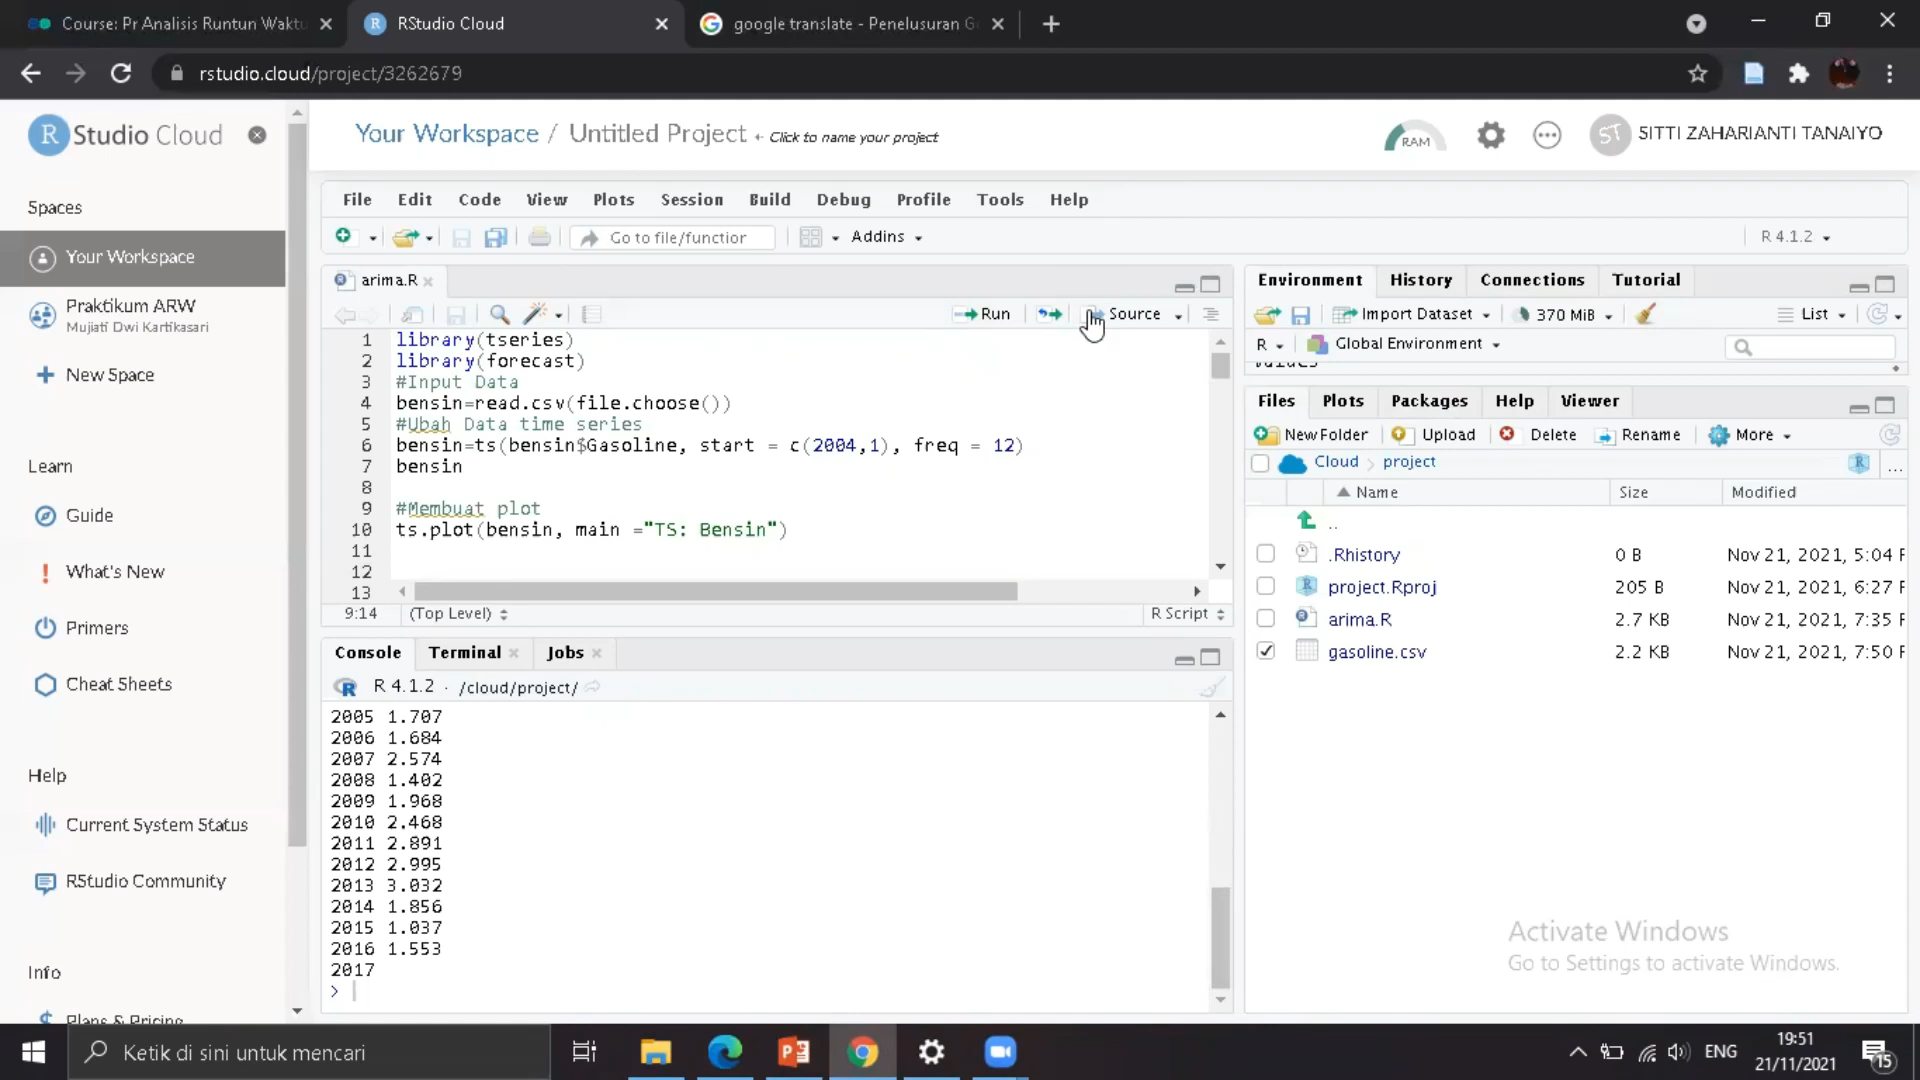 Course: Pr Analisis Runtun Waktu
RStudio Cloud
google translate - Penelusuran G
rstudio.cloud/project/3262679
R Studio Cloud
Your Workspace / Untitled Project ← Click to name your project
RAM
ST
SITTI ZAHARIANTI TANAIYO
Spaces
Your Workspace
Praktikum ARW
Mujiati Dwi Kartikasari
New Space
Learn
Guide
What's New
Primers
Cheat Sheets
Help
Current System Status
RStudio Community
Info
Plans & Pricing
File Edit Code View Plots Session Build Debug Profile Tools Help
Go to file/function
Addins
R 4.1.2
arima.R
Run
Source
1 library(tseries)
2 library(forecast)
3 #Input Data
4 bensin=read.csv(file.choose())
5 #Ubah Data time series
6 bensin=ts(bensin$Gasoline, start = c(2004,1), freq = 12)
7 bensin
8
9 #Membuat plot
10 ts.plot(bensin, main ="TS: Bensin")
11
12
13
9:14 (Top Level) R Script
Console Terminal Jobs
R 4.1.2 · /cloud/project/
2005 1.707
2006 1.684
2007 2.574
2008 1.402
2009 1.968
2010 2.468
2011 2.891
2012 2.995
2013 3.032
2014 1.856
2015 1.037
2016 1.553
2017
>
Environment History Connections Tutorial
Import Dataset 370 MiB List
R Global Environment
Files Plots Packages Help Viewer
New Folder Upload Delete Rename More
Cloud project R ...
Name Size Modified
..
.Rhistory 0 B Nov 21, 2021, 5:04 P
project.Rproj 205 B Nov 21, 2021, 6:27 P
arima.R 2.7 KB Nov 21, 2021, 7:35 P
gasoline.csv 2.2 KB Nov 21, 2021, 7:50 P
Activate Windows
Go to Settings to activate Windows.
Ketik di sini untuk mencari
ENG
19:51
21/11/2021
15